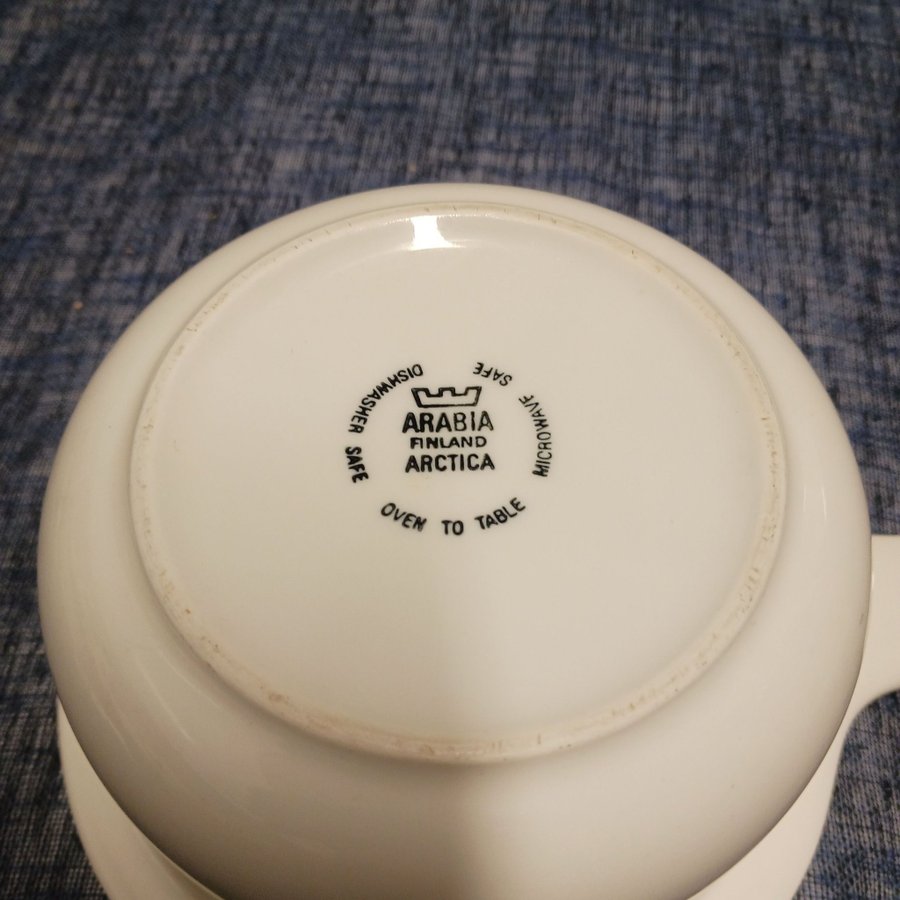 ARABIA
FINLAND
ARCTICA
DISHWASHER SAFE
OVEN TO TABLE
MICROWAVE SAFE